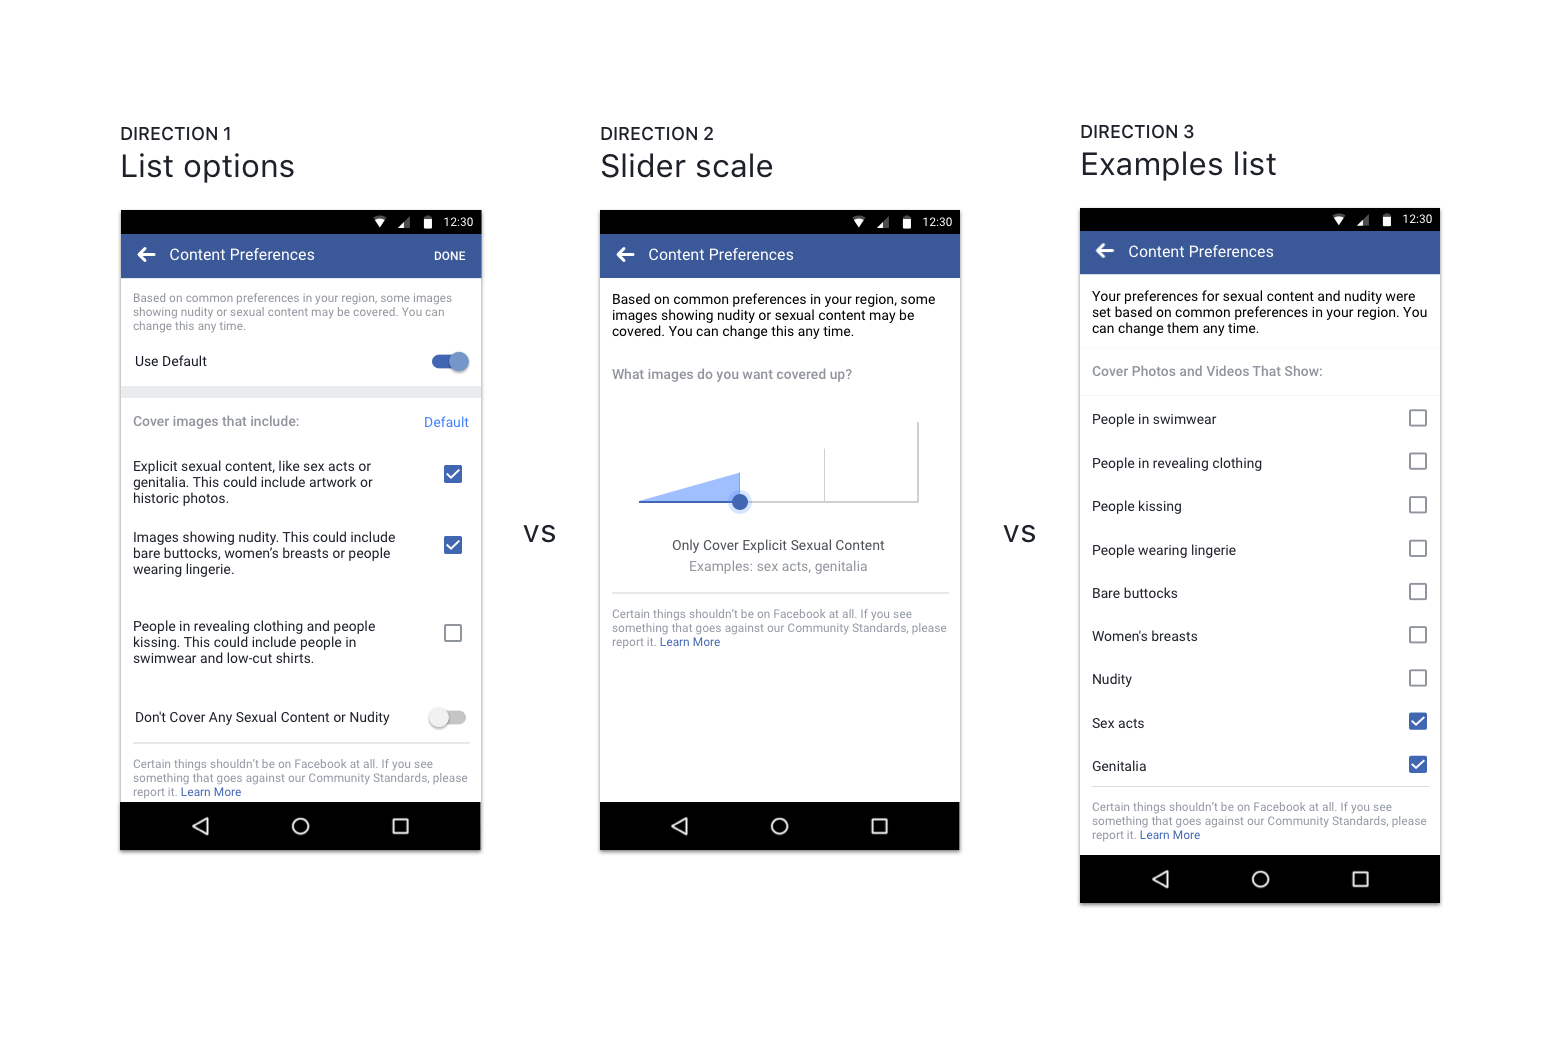 DIRECTION 1
List options
12:30
Content Preferences DONE
Based on common preferences in your region, some images
showing nudity or sexual content may be covered. You can
change this any time.
Use Default
Cover images that include: Default
Explicit sexual content, like sex acts or
genitalia. This could include artwork or
historic photos.
Images showing nudity. This could include
bare buttocks, women's breasts or people
wearing lingerie.
People in revealing clothing and people
kissing. This could include people in
swimwear and low-cut shirts.
Don't Cover Any Sexual Content or Nudity
Certain things shouldn't be on Facebook at all. If you see
something that goes against our Community Standards, please
report it. Learn More
vs
DIRECTION 2
Slider scale
12:30
Content Preferences
Based on common preferences in your region, some
images showing nudity or sexual content may be
covered. You can change this any time.
What images do you want covered up?
Only Cover Explicit Sexual Content
Examples: sex acts, genitalia
Certain things shouldn't be on Facebook at all. If you see
something that goes against our Community Standards, please
report it. Learn More
vs
DIRECTION 3
Examples list
12:30
Content Preferences
Your preferences for sexual content and nudity were
set based on common preferences in your region. You
can change them any time.
Cover Photos and Videos That Show:
People in swimwear
People in revealing clothing
People kissing
People wearing lingerie
Bare buttocks
Women's breasts
Nudity
Sex acts
Genitalia
Certain things shouldn't be on Facebook at all. If you see
something that goes against our Community Standards, please
report it. Learn More